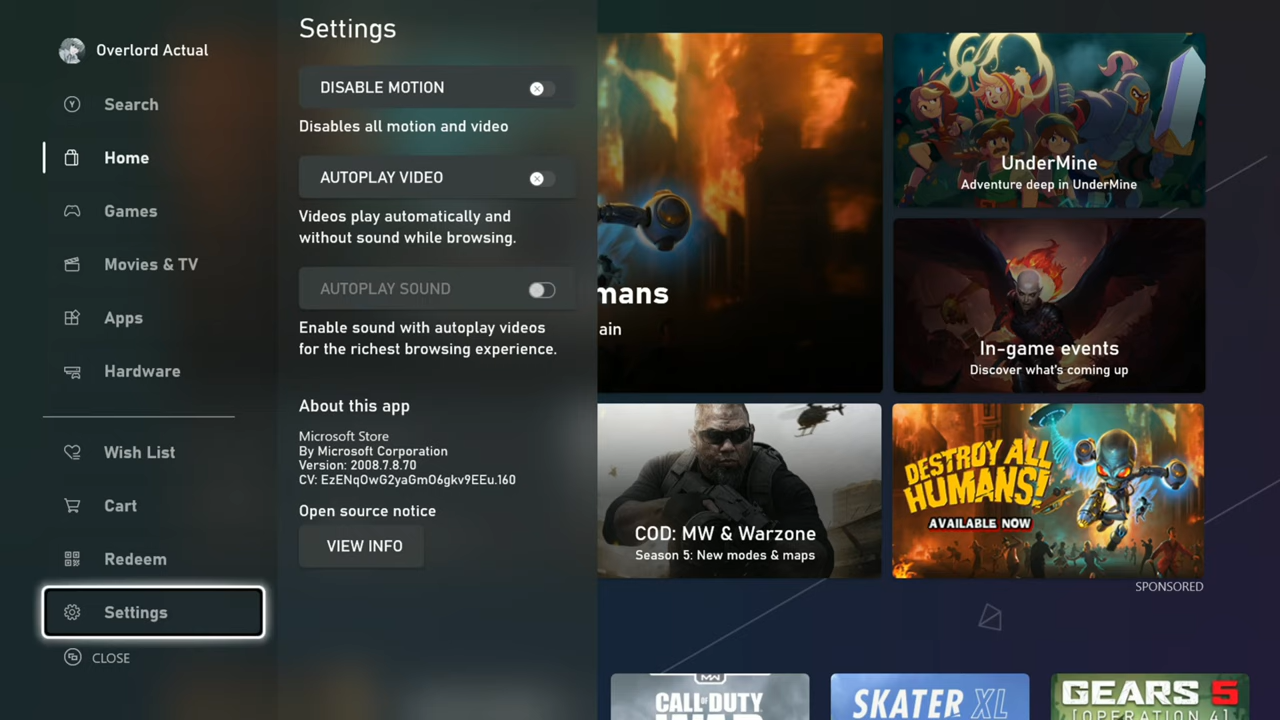 Overlord Actual
Search
Home
Games
Movies & TV
Apps
Hardware
Wish List
Cart
Redeem
Settings
CLOSE
Settings
DISABLE MOTION
Disables all motion and video
AUTOPLAY VIDEO
Videos play automatically and
without sound while browsing.
AUTOPLAY SOUND
Enable sound with autoplay videos
for the richest browsing experience.
About this app
Microsoft Store
By Microsoft Corporation
Version: 2008.7.8.70
CV: EzENqOwG2yaGmO6gkv9EEu.160
Open source notice
VIEW INFO
mans
ain
UnderMine
Adventure deep in UnderMine
In-game events
Discover what's coming up
COD: MW & Warzone
Season 5: New modes & maps
DESTROY ALL
HUMANS!
AVAILABLE NOW
SPONSORED
MW
CALL OF DUTY
WAR
SKATER XL
GEARS 5
[OPERATION 4]